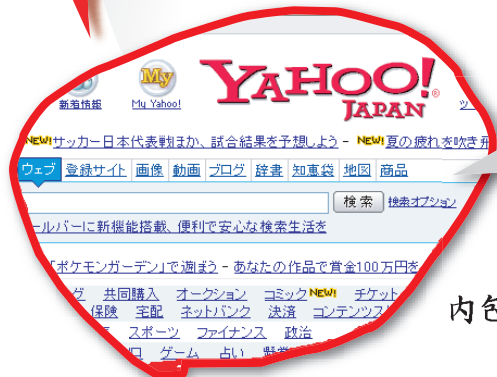 新着情報 My Yahoo!
My
YAHOO!
JAPAN
NEW!サッカー日本代表戦ほか、試合結果を予想しよう - NEW!夏の疲れを吹き
ウェブ 登録サイト 画像 動画 ブログ 辞書 知恵袋 地図 商品
検索 検索オプション
ールバーに新機能搭載、便利で安心な検索生活を
「ポケモンガーデン」で遊ぼう - あなたの作品で賞金100万円を
共同購入 オークション コミック NEW! チケット
保険 宅配 ネットバンク 決済 コンテンツス
スポーツ ファイナンス 政治
ゲーム 占い 懸賞
内包